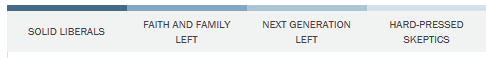 SOLID LIBERALS
FAITH AND FAMILY
LEFT
NEXT GENERATION
LEFT
HARD-PRESSED
SKEPTICS